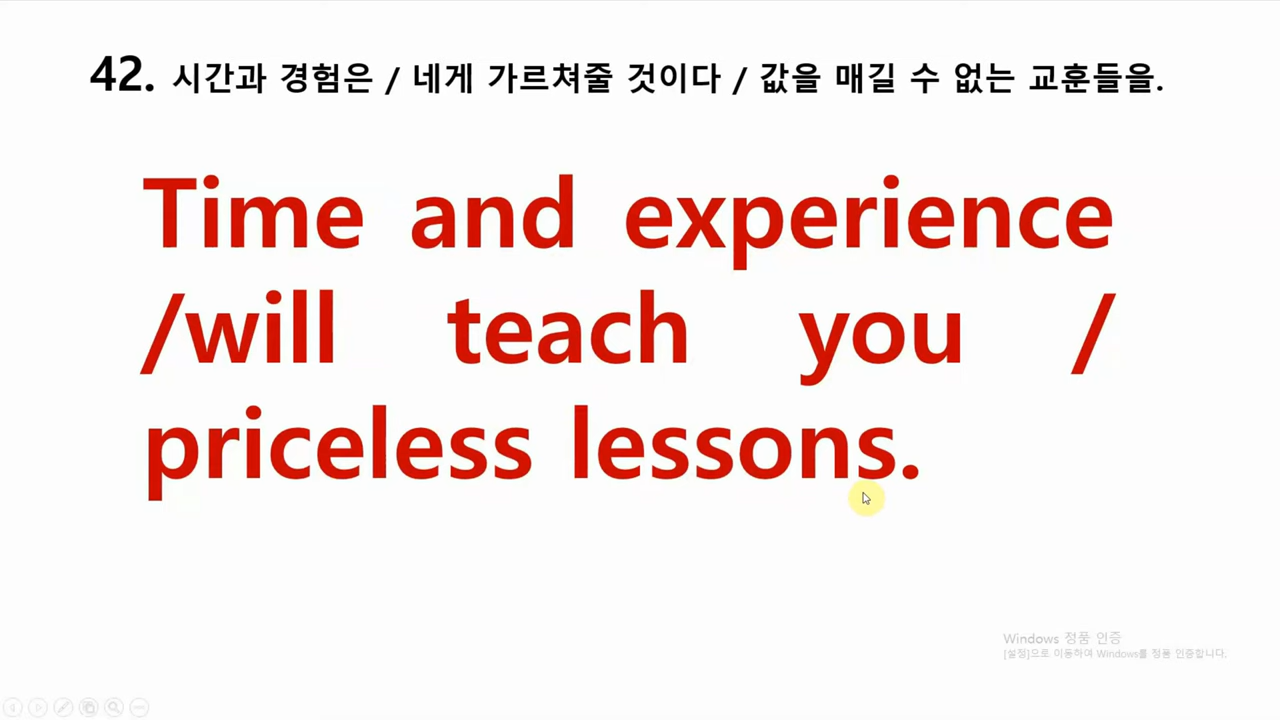 42. 시간과 경험은 / 네게 가르쳐줄 것이다 / 값을 매길 수 없는 교훈들을.
Time and experience
/will teach you /
priceless lessons.
Windows 정품 인증
[설정]으로 이동하여 Windows를 정품 인증합니다.